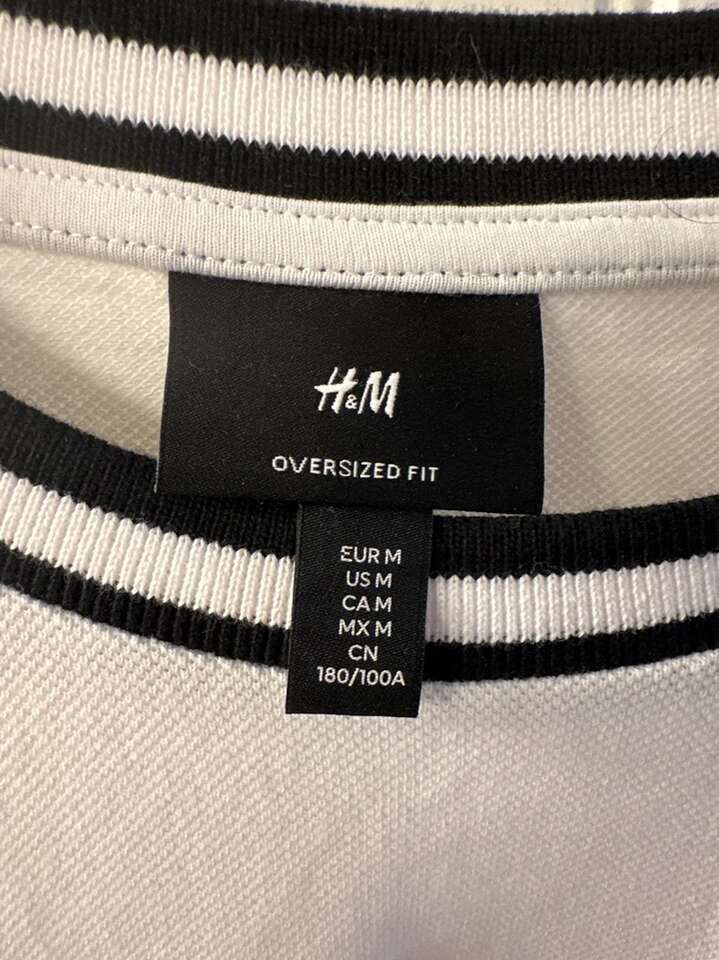 H&M
OVERSIZED FIT
EUR M
US M
CA M
MX M
CN
180/100A